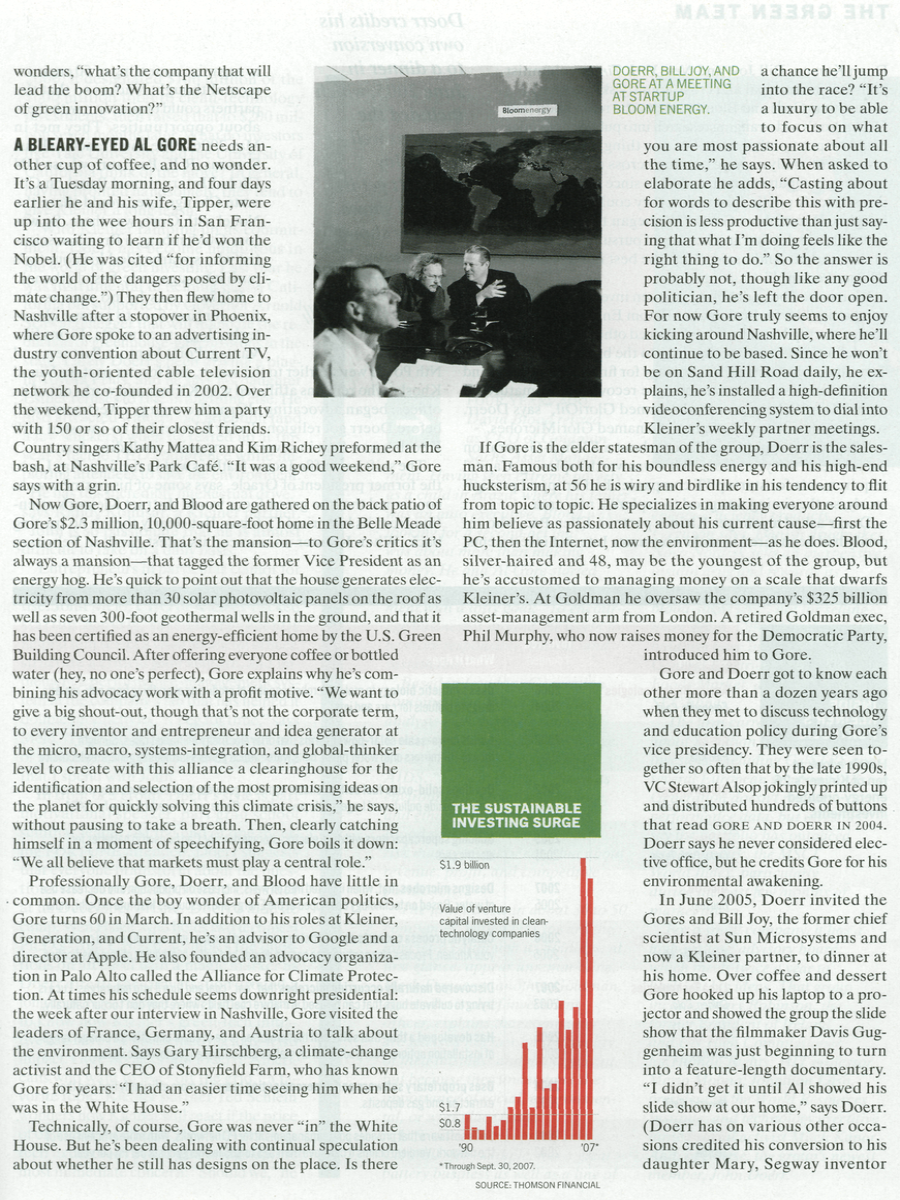 wonders, “what’s the company that will
lead the boom? What’s the Netscape
of green innovation?”
A BLEARY-EYED AL GORE needs an-
other cup of coffee, and no wonder.
It’s a Tuesday morning, and four days
earlier he and his wife, Tipper, were
up into the wee hours in San Fran-
cisco waiting to learn if he’d won the
Nobel. (He was cited “for informing
the world of the dangers posed by cli-
mate change.”) They then flew home to
Nashville after a stopover in Phoenix,
where Gore spoke to an advertising in-
dustry convention about Current TV,
the youth-oriented cable television
network he co-founded in 2002. Over
the weekend, Tipper threw him a party
with 150 or so of their closest friends.
Country singers Kathy Mattea and Kim Richey preformed at the
bash, at Nashville’s Park Café. “It was a good weekend,” Gore
says with a grin.
Now Gore, Doerr, and Blood are gathered on the back patio of
Gore’s $2.3 million, 10,000-square-foot home in the Belle Meade
section of Nashville. That’s the mansion—to Gore’s critics it’s
always a mansion—that tagged the former Vice President as an
energy hog. He’s quick to point out that the house generates elec-
tricity from more than 30 solar photovoltaic panels on the roof as
well as seven 300-foot geothermal wells in the ground, and that it
has been certified as an energy-efficient home by the U.S. Green
Building Council. After offering everyone coffee or bottled
water (hey, no one’s perfect), Gore explains why he’s com-
bining his advocacy work with a profit motive. “We want to
give a big shout-out, though that’s not the corporate term,
to every inventor and entrepreneur and idea generator at
the micro, macro, systems-integration, and global-thinker
level to create with this alliance a clearinghouse for the
identification and selection of the most promising ideas on
the planet for quickly solving this climate crisis,” he says,
without pausing to take a breath. Then, clearly catching
himself in a moment of speechifying, Gore boils it down:
“We all believe that markets must play a central role.”
Professionally Gore, Doerr, and Blood have little in
common. Once the boy wonder of American politics,
Gore turns 60 in March. In addition to his roles at Kleiner,
Generation, and Current, he’s an advisor to Google and a
director at Apple. He also founded an advocacy organiza-
tion in Palo Alto called the Alliance for Climate Protec-
tion. At times his schedule seems downright presidential:
the week after our interview in Nashville, Gore visited the
leaders of France, Germany, and Austria to talk about
the environment. Says Gary Hirschberg, a climate-change
activist and the CEO of Stonyfield Farm, who has known
Gore for years: “I had an easier time seeing him when he
was in the White House.”
Technically, of course, Gore was never “in” the White
House. But he’s been dealing with continual speculation
about whether he still has designs on the place. Is there
Bloomenergy
DOERR, BILL JOY, AND
GORE AT A MEETING
AT STARTUP
BLOOM ENERGY.
a chance he’ll jump
into the race? “It’s
a luxury to be able
to focus on what
you are most passionate about all
the time,” he says. When asked to
elaborate he adds, “Casting about
for words to describe this with pre-
cision is less productive than just say-
ing that what I’m doing feels like the
right thing to do.” So the answer is
probably not, though like any good
politician, he’s left the door open.
For now Gore truly seems to enjoy
kicking around Nashville, where he’ll
continue to be based. Since he won’t
be on Sand Hill Road daily, he ex-
plains, he’s installed a high-definition
videoconferencing system to dial into
Kleiner’s weekly partner meetings.
If Gore is the elder statesman of the group, Doerr is the sales-
man. Famous both for his boundless energy and his high-end
hucksterism, at 56 he is wiry and birdlike in his tendency to flit
from topic to topic. He specializes in making everyone around
him believe as passionately about his current cause—first the
PC, then the Internet, now the environment—as he does. Blood,
silver-haired and 48, may be the youngest of the group, but
he’s accustomed to managing money on a scale that dwarfs
Kleiner’s. At Goldman he oversaw the company’s $325 billion
asset-management arm from London. A retired Goldman exec,
Phil Murphy, who now raises money for the Democratic Party,
introduced him to Gore.
Gore and Doerr got to know each
other more than a dozen years ago
when they met to discuss technology
and education policy during Gore’s
vice presidency. They were seen to-
gether so often that by the late 1990s,
VC Stewart Alsop jokingly printed up
and distributed hundreds of buttons
that read GORE AND DOERR IN 2004.
Doerr says he never considered elec-
tive office, but he credits Gore for his
environmental awakening.
In June 2005, Doerr invited the
Gores and Bill Joy, the former chief
scientist at Sun Microsystems and
now a Kleiner partner, to dinner at
his home. Over coffee and dessert
Gore hooked up his laptop to a pro-
jector and showed the group the slide
show that the filmmaker Davis Gug-
genheim was just beginning to turn
into a feature-length documentary.
“I didn’t get it until Al showed his
slide show at our home,” says Doerr.
(Doerr has on various other occa-
sions credited his conversion to his
daughter Mary, Segway inventor
THE SUSTAINABLE
INVESTING SURGE
$1.9 billion
Value of venture
capital invested in clean-
technology companies
$1.7
$0.8
’90
’07*
*Through Sept. 30, 2007.
SOURCE: THOMSON FINANCIAL